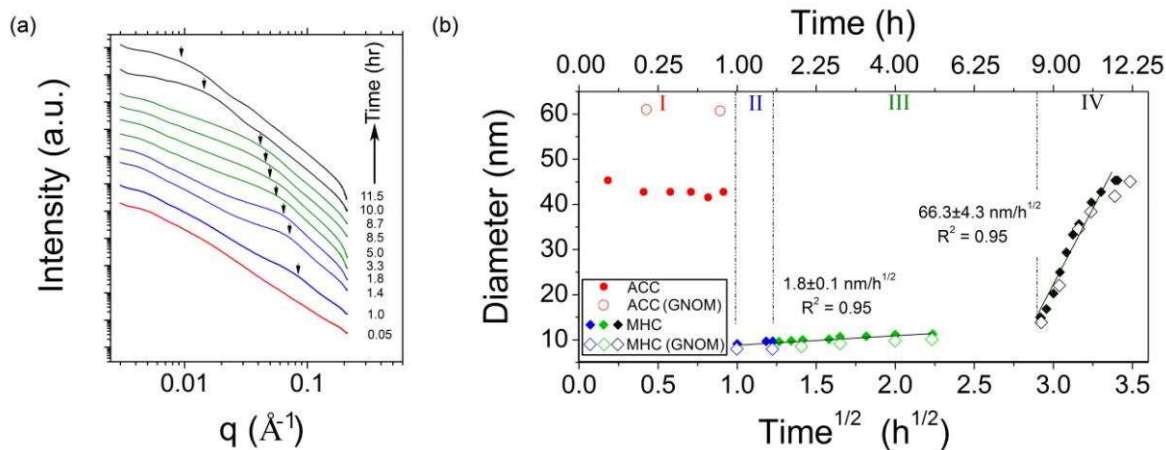 (a)
Intensity (a.u.)
Time (hr)
11.5
10.0
8.7
8.5
5.0
3.3
1.8
1.4
1.0
0.05
0.01
0.1
q (Å⁻¹)
(b)
Time (h)
0.00
0.25
1.00
2.25
4.00
6.25
9.00
12.25
I
II
III
IV
Diameter (nm)
60
50
40
30
20
10
66.3±4.3 nm/h^1/2
R² = 0.95
1.8±0.1 nm/h^1/2
R² = 0.95
ACC
ACC (GNOM)
MHC
MHC (GNOM)
0.0
0.5
1.0
1.5
2.0
2.5
3.0
3.5
Time^1/2 (h^1/2)